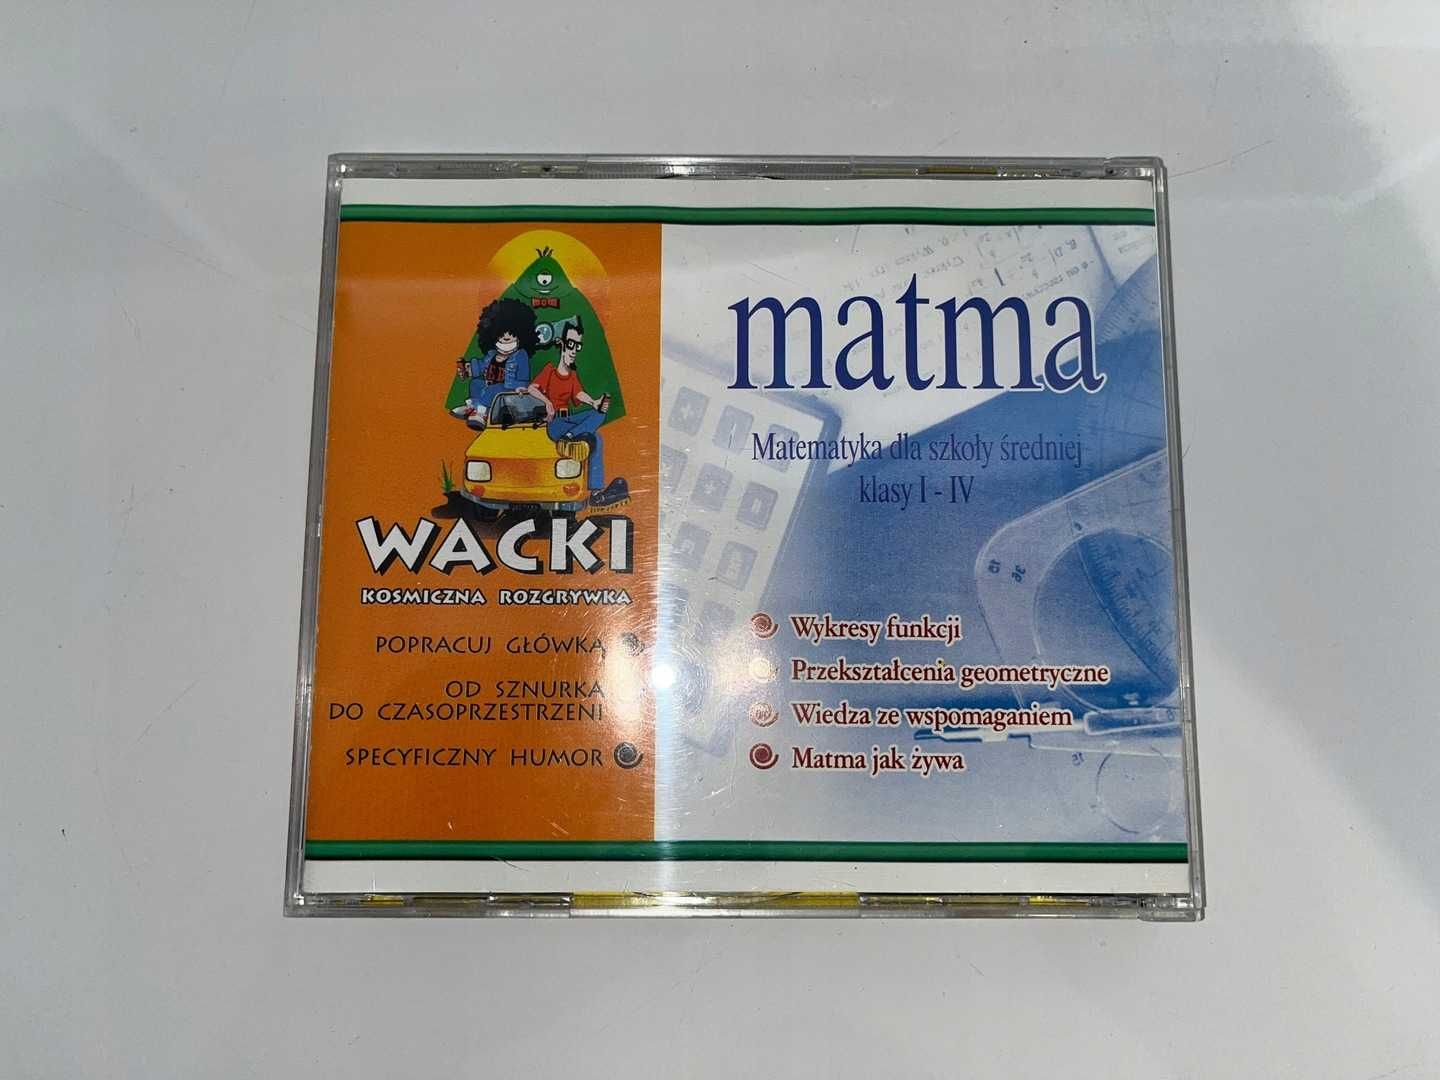 WACKI
KOSMICZNA ROZGRYWKA
POPRACUJ GŁÓWKĄ
OD SZNURKA
DO CZASOPRZESTRZENI
SPECYFICZNY HUMOR
matma
Matematyka dla szkoły średniej
klasy I - IV
Wykresy funkcji
Przekształcenia geometryczne
Wiedza ze wspomaganiem
Matma jak żywa